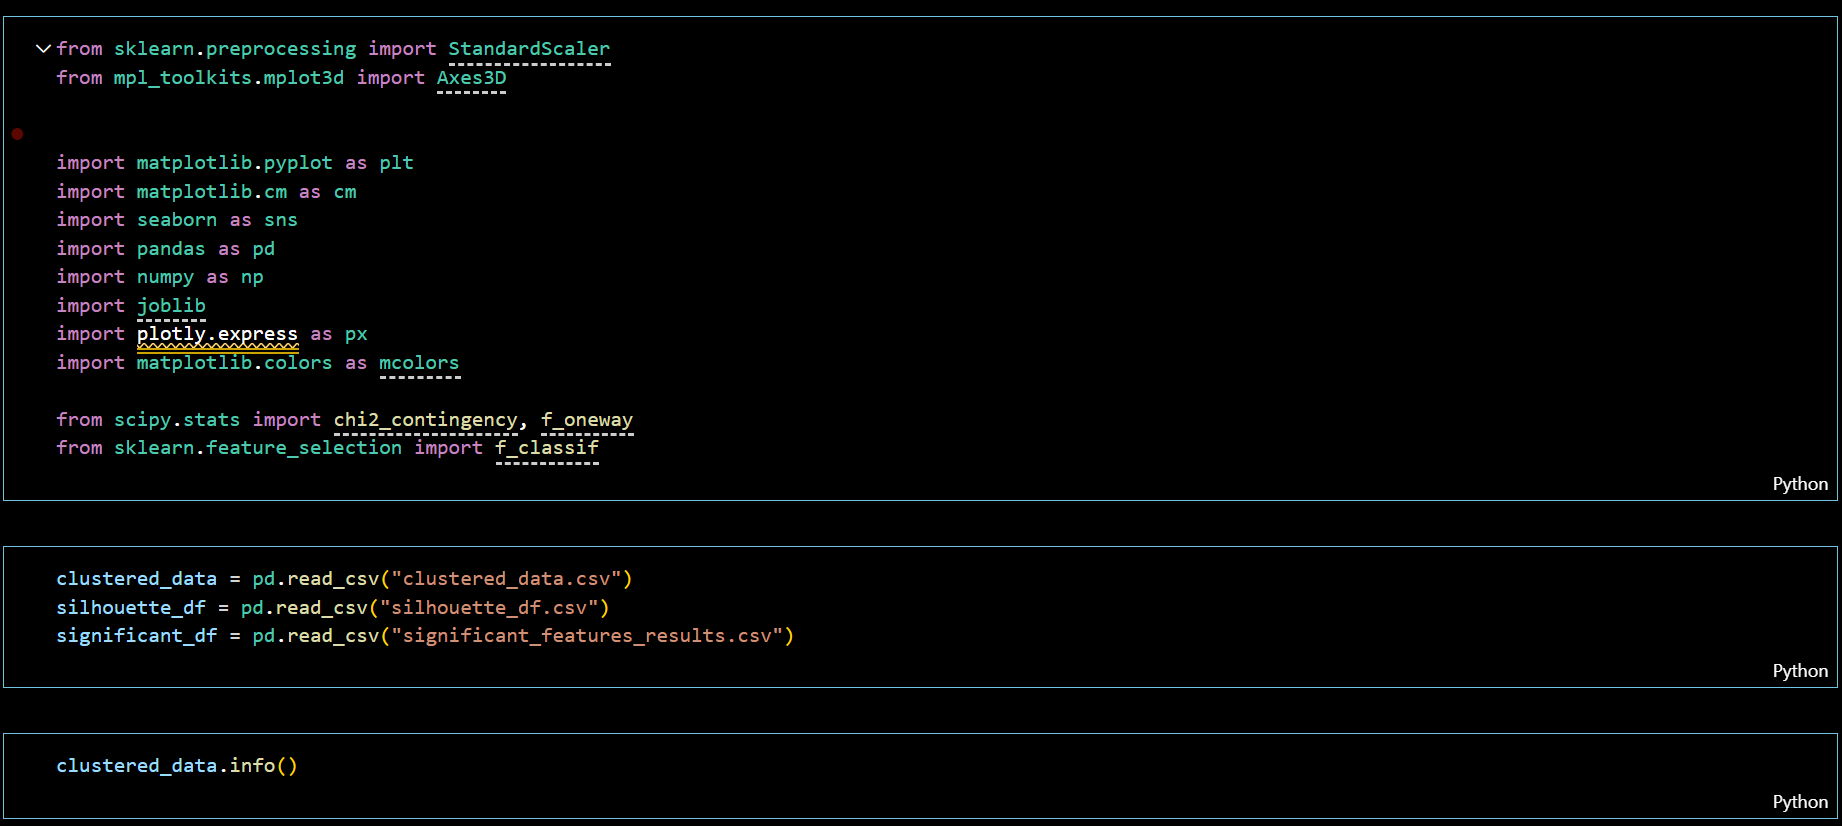 from sklearn.preprocessing import StandardScaler
from mpl_toolkits.mplot3d import Axes3D
import matplotlib.pyplot as plt
import matplotlib.cm as cm
import seaborn as sns
import pandas as pd
import numpy as np
import joblib
import plotly.express as px
import matplotlib.colors as mcolors
from scipy.stats import chi2_contingency, f_oneway
from sklearn.feature_selection import f_classif
Python
clustered_data = pd.read_csv("clustered_data.csv")
silhouette_df = pd.read_csv("silhouette_df.csv")
significant_df = pd.read_csv("significant_features_results.csv")
Python
clustered_data.info()
Python